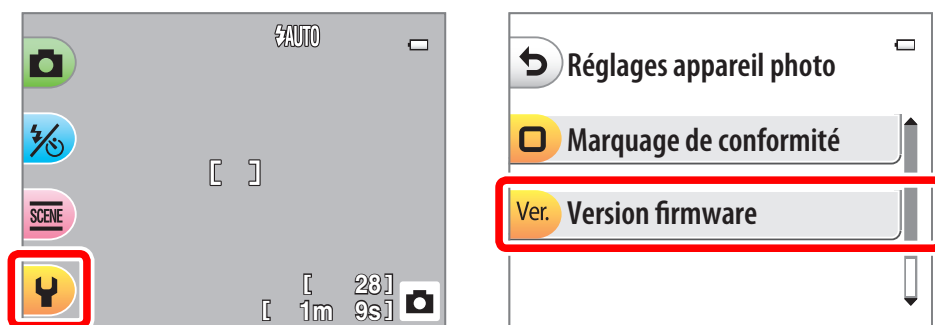 AUTO
SCENE
[ ]
[ 28]
[ 1m 9s]
Réglages appareil photo
Marquage de conformité
Ver. Version firmware